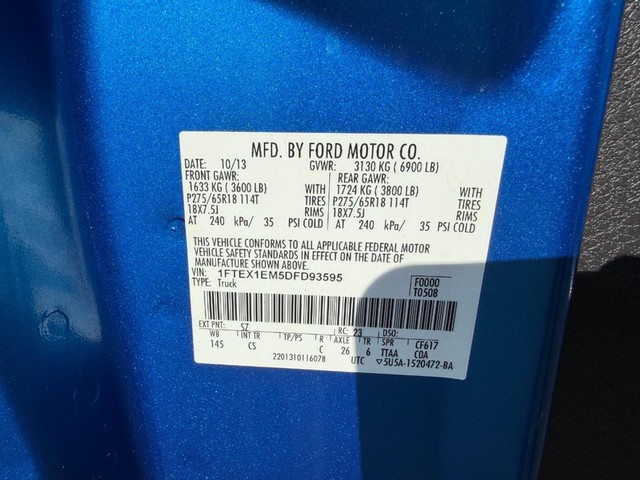 MFD. BY FORD MOTOR CO.
DATE: 10/13 GVWR: 3130 KG ( 6900 LB)
FRONT GAWR: REAR GAWR:
1633 KG ( 3600 LB) WITH 1724 KG ( 3800 LB) WITH
P275/65R18 114T TIRES P275/65R18 114T TIRES
18X7.5J RIMS 18X7.5J RIMS
AT 240 kPa/ 35 PSI COLD AT 240 kPa/ 35 PSI COLD
THIS VEHICLE CONFORMS TO ALL APPLICABLE FEDERAL MOTOR
VEHICLE SAFETY STANDARDS IN EFFECT ON THE DATE OF
MANUFACTURE SHOWN ABOVE.
VIN: 1FTEX1EM5DFD93595 F0000
TYPE: Truck T0508
EXT PNT: SZ RC: 23 DSO:
WB INT TR TP/PS R AXLE TR SPR CF617
145 CS C 26 6 TTAA COA
2201310116078 UTC ▽5U5A-1520472-BA